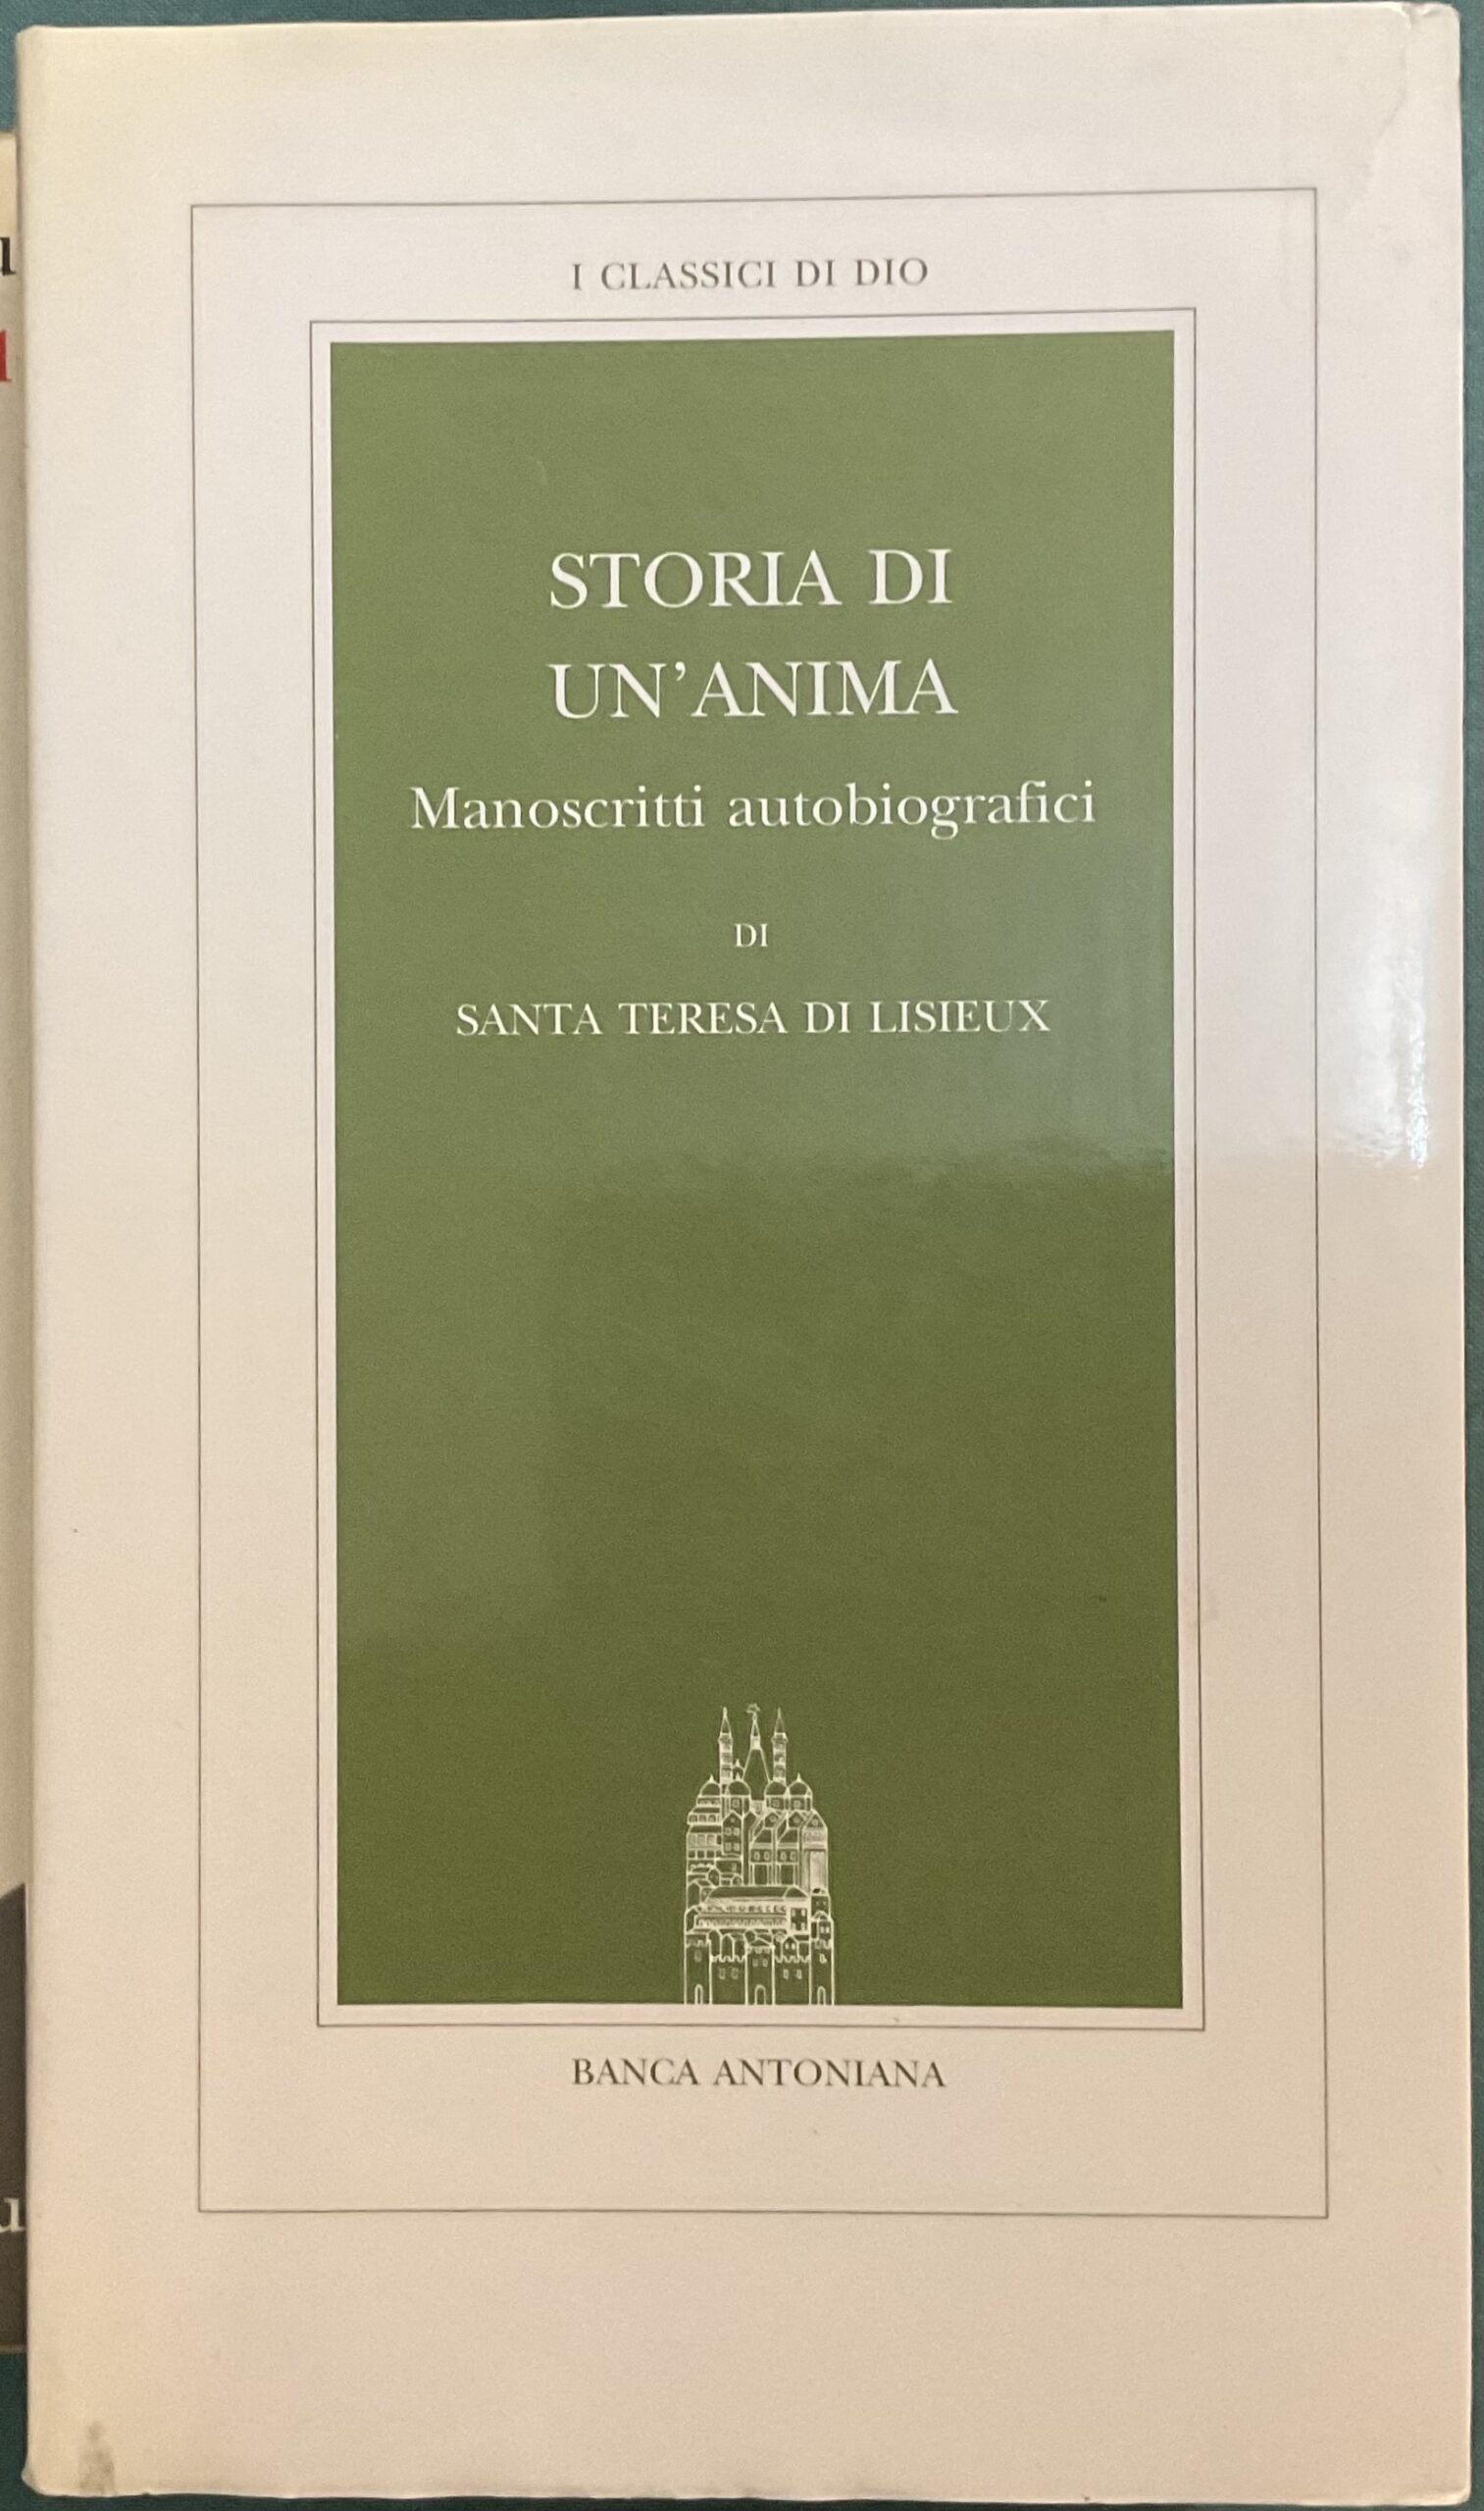 I CLASSICI DI DIO
STORIA DI
UN’ANIMA
Manoscritti autobiografici
DI
SANTA TERESA DI LISIEUX
BANCA ANTONIANA